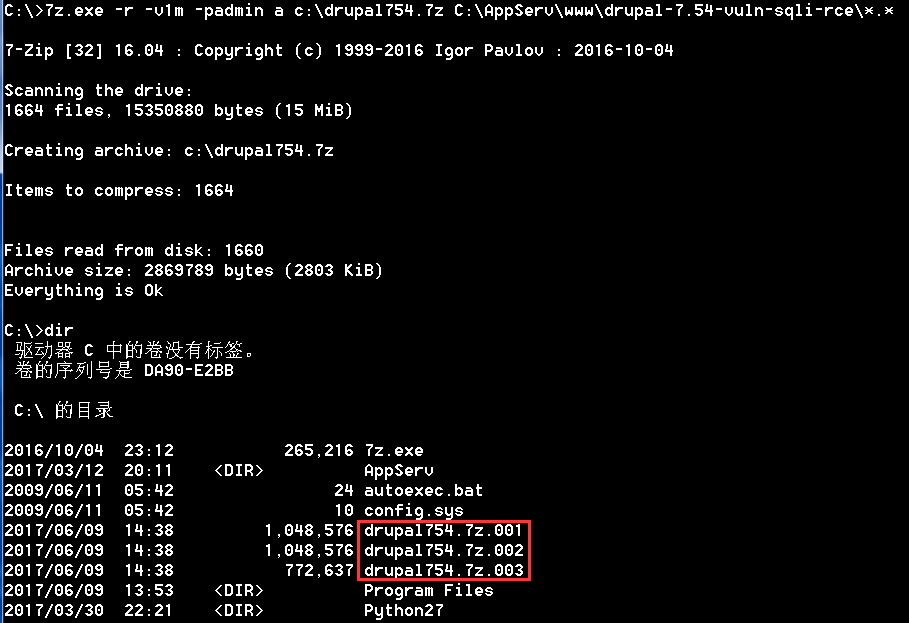 C:\>7z.exe -r -v1m -padmin a c:\drupal754.7z C:\AppServ\www\drupal-7.54-vuln-sqli-rce\*.*
7-Zip [32] 16.04 : Copyright (c) 1999-2016 Igor Pavlov : 2016-10-04
Scanning the drive:
1664 files, 15350880 bytes (15 MiB)
Creating archive: c:\drupal754.7z
Items to compress: 1664
Files read from disk: 1660
Archive size: 2869789 bytes (2803 KiB)
Everything is Ok
C:\>dir
驱动器 C 中的卷没有标签。
卷的序列号是 DA90-E2BB
C:\ 的目录
2016/10/04  23:12           265,216 7z.exe
2017/03/12  20:11    <DIR>          AppServ
2009/06/11  05:42                24 autoexec.bat
2009/06/11  05:42                10 config.sys
2017/06/09  14:38         1,048,576 drupal754.7z.001
2017/06/09  14:38         1,048,576 drupal754.7z.002
2017/06/09  14:38           772,637 drupal754.7z.003
2017/06/09  13:53    <DIR>          Program Files
2017/03/30  22:21    <DIR>          Python27